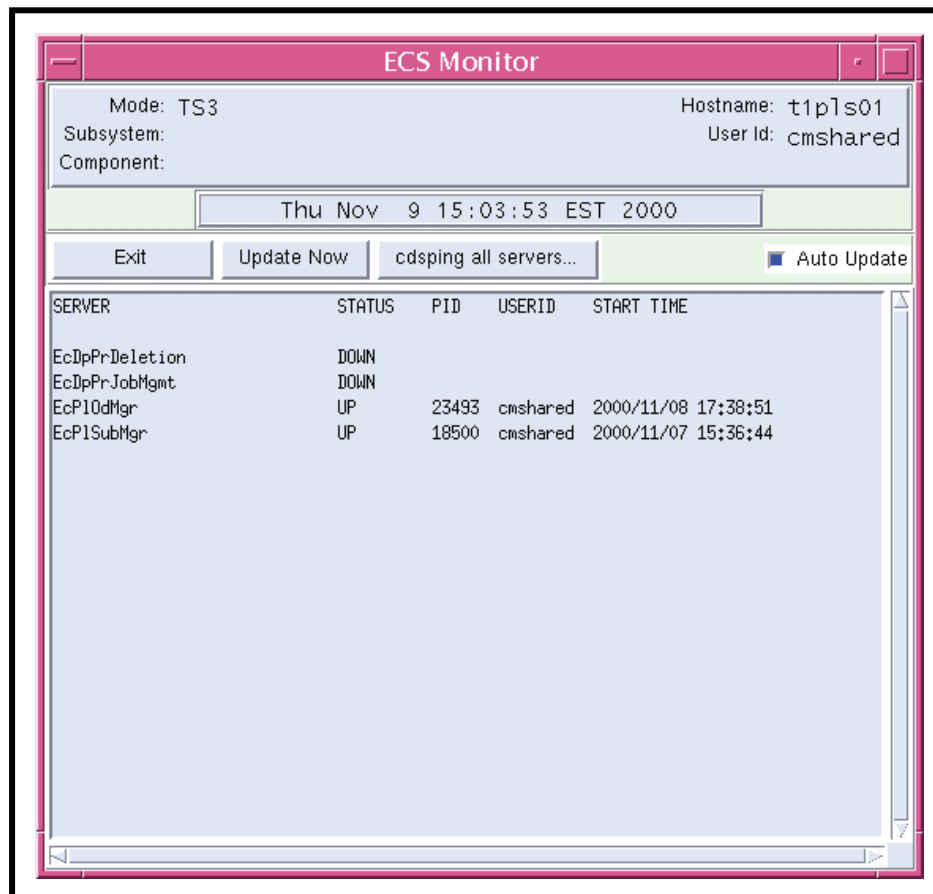 ECS Monitor
Mode: TS3 Hostname: t1pls01
Subsystem: User Id: cmshared
Component:
Thu Nov 9 15:03:53 EST 2000
Exit Update Now cdsping all servers... Auto Update
SERVER STATUS PID USERID START TIME
EcDpPrDeletion DOWN
EcDpPrJobMgmt DOWN
EcPlOdMgr UP 23493 cmshared 2000/11/08 17:38:51
EcPlSubMgr UP 18500 cmshared 2000/11/07 15:36:44